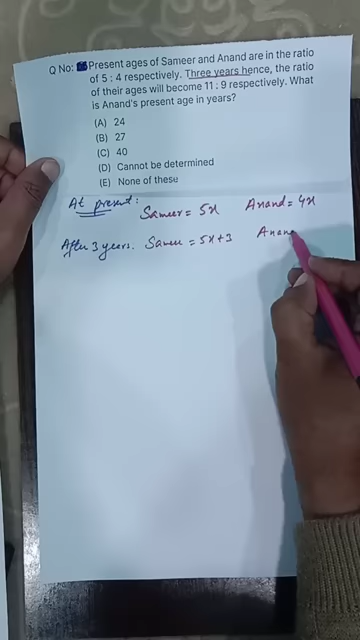 Q No: Present ages of Sameer and Anand are in the ratio
of 5 : 4 respectively. Three years hence, the ratio
of their ages will become 11 : 9 respectively. What
is Anand's present age in years?
(A) 24
(B) 27
(C) 40
(D) Cannot be determined
(E) None of these
At present:
Sameer = 5x Anand = 4x
After 3 years. Sameer = 5x+3 Anan